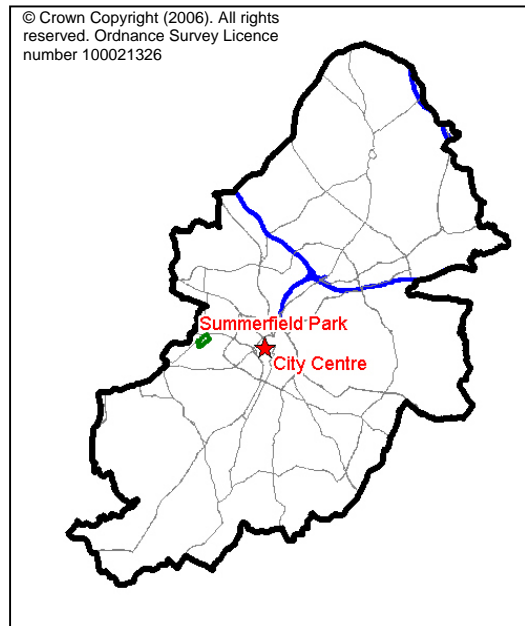 © Crown Copyright (2006). All rights
reserved. Ordnance Survey Licence
number 100021326
Summerfield Park
City Centre